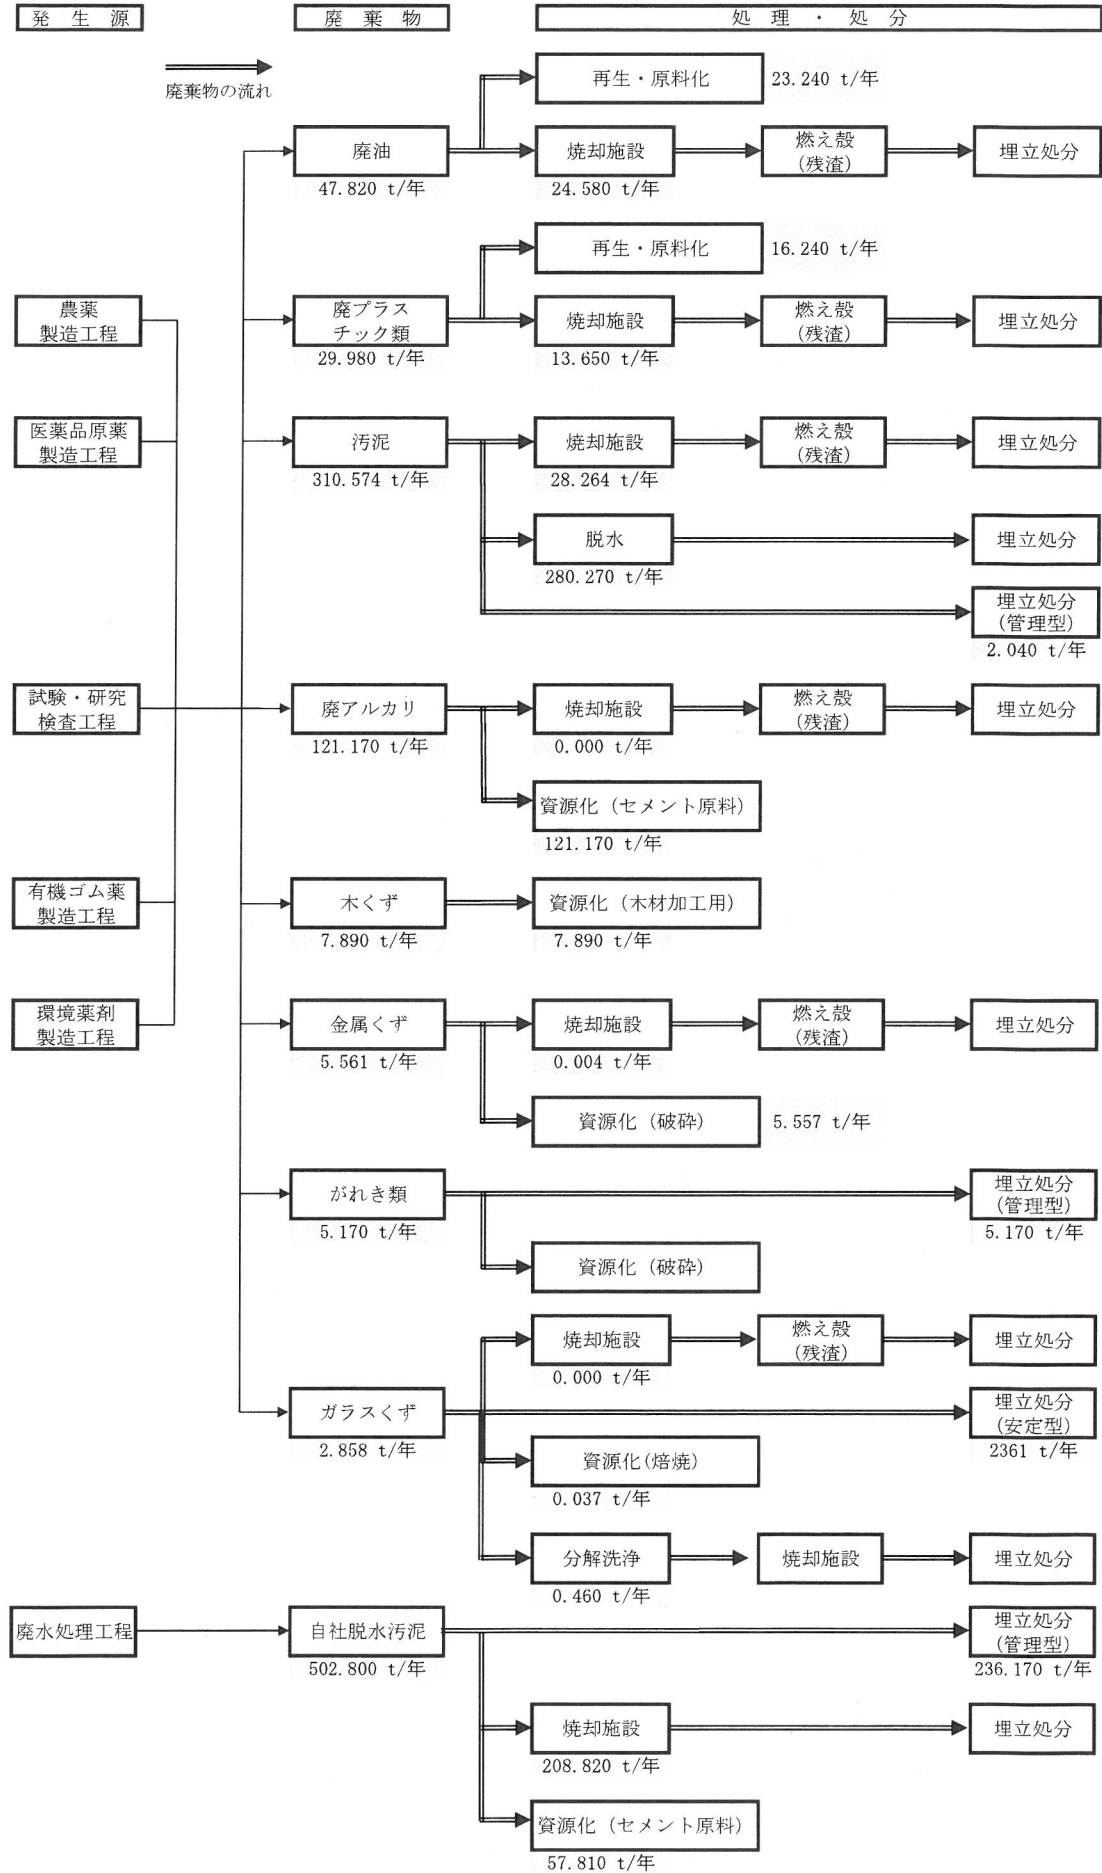 発 生 源
廃 棄 物
処 理 ・ 処 分
廃棄物の流れ
再生・原料化
23.240 t/年
廃油
47.820 t/年
焼却施設
24.580 t/年
燃え殻
(残渣)
埋立処分
再生・原料化
16.240 t/年
農薬
製造工程
廃プラス
チック類
29.980 t/年
焼却施設
13.650 t/年
燃え殻
(残渣)
埋立処分
医薬品原薬
製造工程
汚泥
310.574 t/年
焼却施設
28.264 t/年
燃え殻
(残渣)
埋立処分
脱水
280.270 t/年
埋立処分
埋立処分
(管理型)
2.040 t/年
試験・研究
検査工程
廃アルカリ
121.170 t/年
焼却施設
0.000 t/年
燃え殻
(残渣)
埋立処分
資源化（セメント原料）
121.170 t/年
有機ゴム薬
製造工程
木くず
7.890 t/年
資源化（木材加工用）
7.890 t/年
環境薬剤
製造工程
金属くず
5.561 t/年
焼却施設
0.004 t/年
燃え殻
(残渣)
埋立処分
資源化（破砕）
5.557 t/年
がれき類
5.170 t/年
埋立処分
(管理型)
5.170 t/年
資源化（破砕）
焼却施設
0.000 t/年
燃え殻
(残渣)
埋立処分
ガラスくず
2.858 t/年
埋立処分
(安定型)
2361 t/年
資源化(焙焼)
0.037 t/年
分解洗浄
0.460 t/年
焼却施設
埋立処分
廃水処理工程
自社脱水汚泥
502.800 t/年
埋立処分
(管理型)
236.170 t/年
焼却施設
208.820 t/年
埋立処分
資源化（セメント原料）
57.810 t/年